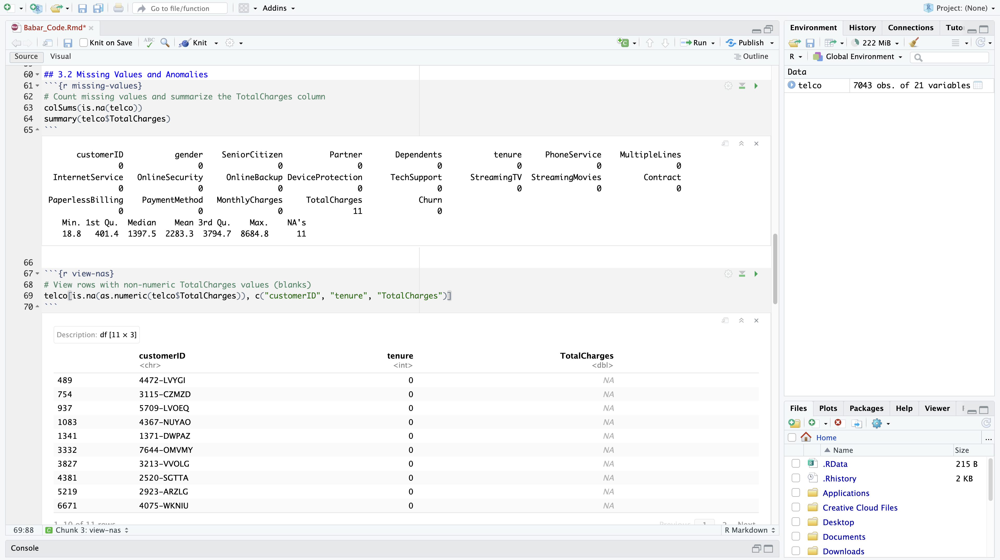 Go to file/function
Addins
Project: (None)
Babar_Code.Rmd*
Knit on Save
ABC
Knit
Run
Publish
Source
Visual
Outline
60 ## 3.2 Missing Values and Anomalies
61 ```{r missing-values}
62 # Count missing values and summarize the TotalCharges column
63 colSums(is.na(telco))
64 summary(telco$TotalCharges)
65 ```
customerID gender SeniorCitizen Partner Dependents tenure PhoneService MultipleLines
0 0 0 0 0 0 0 0
InternetService OnlineSecurity OnlineBackup DeviceProtection TechSupport StreamingTV StreamingMovies Contract
0 0 0 0 0 0 0 0
PaperlessBilling PaymentMethod MonthlyCharges TotalCharges Churn
0 0 0 11 0
Min. 1st Qu. Median Mean 3rd Qu. Max. NA's
18.8 401.4 1397.5 2283.3 3794.7 8684.8 11
66
67 ```{r view-nas}
68 # View rows with non-numeric TotalCharges values (blanks)
69 telco[is.na(as.numeric(telco$TotalCharges)), c("customerID", "tenure", "TotalCharges")]
70 ```
Description: df [11 × 3]
customerID tenure TotalCharges
<chr> <int> <dbl>
489 4472-LVYGI 0 NA
754 3115-CZMZD 0 NA
937 5709-LVOEQ 0 NA
1083 4367-NUYAO 0 NA
1341 1371-DWPAZ 0 NA
3332 7644-OMVMY 0 NA
3827 3213-VVOLG 0 NA
4381 2520-SGTTA 0 NA
5219 2923-ARZLG 0 NA
6671 4075-WKNIU 0 NA
1-10 of 11 rows Previous 1 2 Next
69:88 C Chunk 3: view-nas R Markdown
Console
Environment History Connections Tuto
222 MiB
R Global Environment
Data
telco 7043 obs. of 21 variables
Files Plots Packages Help Viewer
Home ...
Name Size
.RData 215 B
.Rhistory 2 KB
Applications
Creative Cloud Files
Desktop
Documents
Downloads